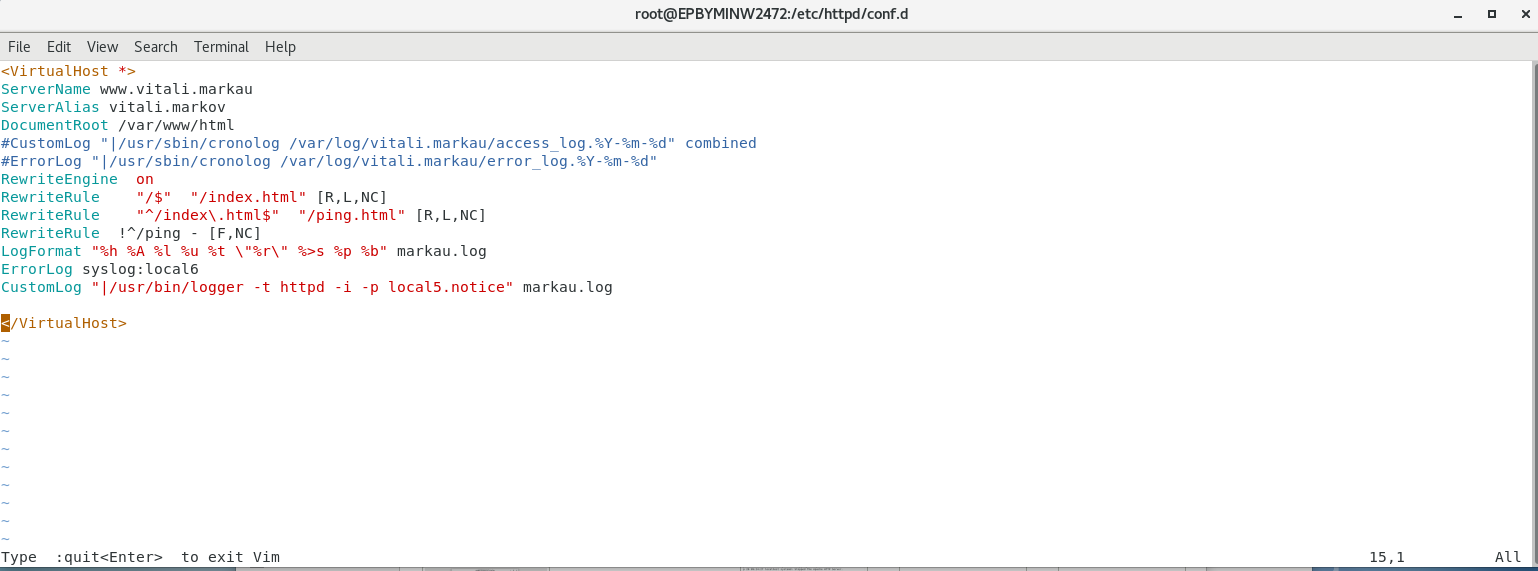 root@EPBYMINW2472:/etc/httpd/conf.d
File Edit View Search Terminal Help
<VirtualHost *>
ServerName www.vitali.markau
ServerAlias vitali.markov
DocumentRoot /var/www/html
#CustomLog "|/usr/sbin/cronolog /var/log/vitali.markau/access_log.%Y-%m-%d" combined
#ErrorLog "|/usr/sbin/cronolog /var/log/vitali.markau/error_log.%Y-%m-%d"
RewriteEngine  on
RewriteRule    "/$"  "/index.html" [R,L,NC]
RewriteRule    "^/index\.html$"  "/ping.html" [R,L,NC]
RewriteRule  !^/ping - [F,NC]
LogFormat "%h %A %l %u %t \"%r\" %>s %p %b" markau.log
ErrorLog syslog:local6
CustomLog "|/usr/bin/logger -t httpd -i -p local5.notice" markau.log
</VirtualHost>
~
~
~
~
~
~
~
~
~
~
~
~
Type  :quit<Enter>  to exit Vim 15,1 All